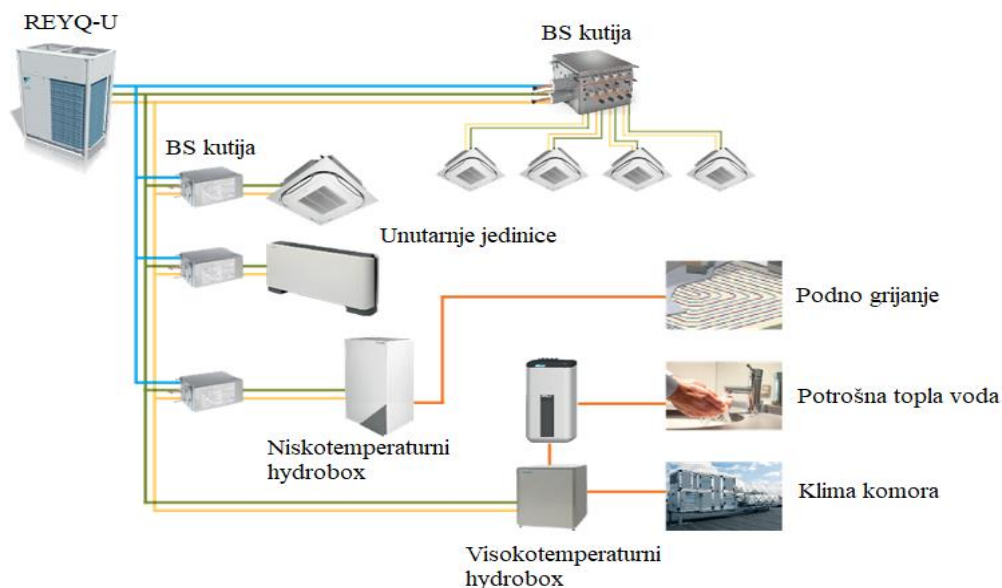 REYQ-U
BS kutija
BS kutija
Unutarnje jedinice
Podno grijanje
Potrošna topla voda
Niskotemperaturni
hydrobox
Klima komora
Visokotemperaturni
hydrobox